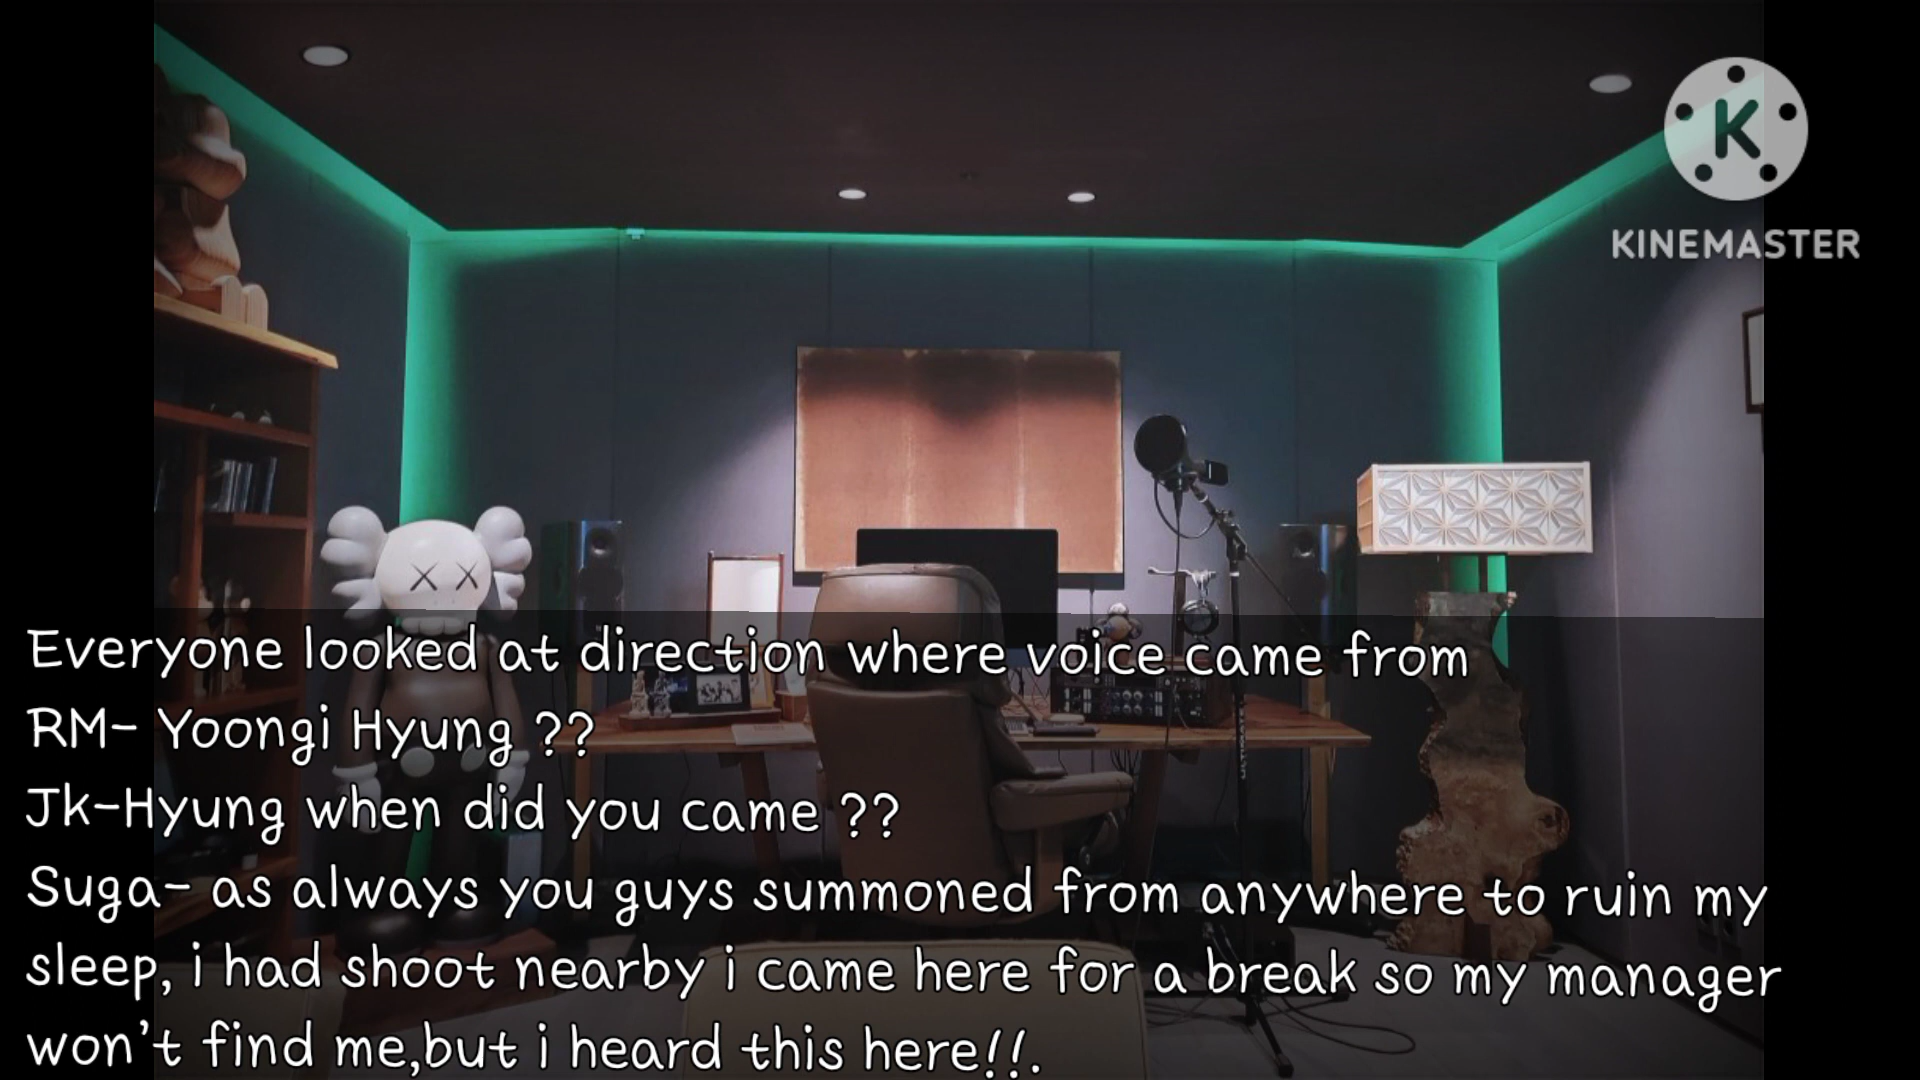 K
KINEMASTER
Everyone looked at direction where voice came from
RM- Yoongi Hyung ??
Jk-Hyung when did you came ??
Suga- as always you guys summoned from anywhere to ruin my
sleep, i had shoot nearby i came here for a break so my manager
won't find me,but i heard this here!!.